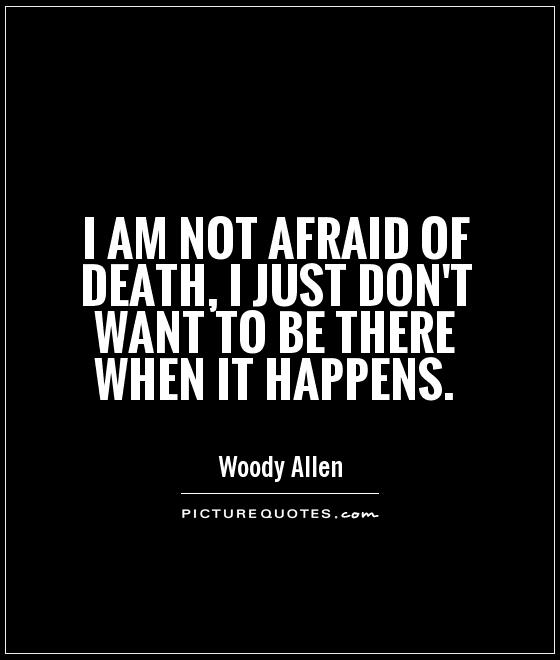 I AM NOT AFRAID OF
DEATH, I JUST DON'T
WANT TO BE THERE
WHEN IT HAPPENS.
Woody Allen
PICTUREQUOTES.com